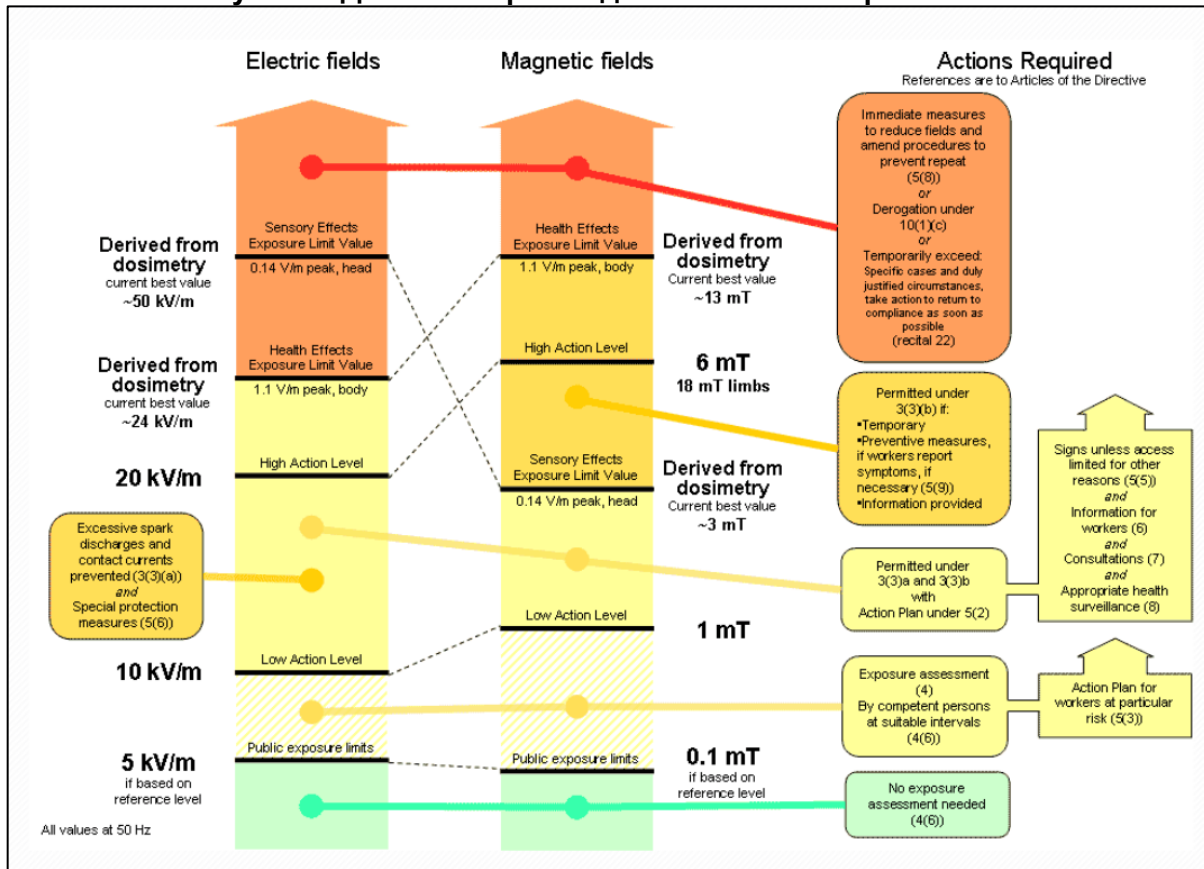 Electric fields
Magnetic fields
Actions Required
References are to Articles of the Directive
Immediate measures
to reduce fields and
amend procedures to
prevent repeat
(5(8))
or
Derogation under
10(1)(c)
or
Temporarily exceed:
Specific cases and duly
justified circumstances,
take action to return to
compliance as soon as
possible
(recital 22)
Sensory Effects
Exposure Limit Value
0.14 V/m peak, head
Derived from
dosimetry
current best value
~50 kV/m
Health Effects
Exposure Limit Value
1.1 V/m peak, body
Derived from
dosimetry
Current best value
~13 mT
Health Effects
Exposure Limit Value
1.1 V/m peak, body
Derived from
dosimetry
current best value
~24 kV/m
High Action Level
6 mT
18 mT limbs
Permitted under
3(3)(b) if:
▪Temporary
▪Preventive measures,
if workers report
symptoms, if
necessary (5(9))
▪Information provided
High Action Level
20 kV/m
Sensory Effects
Exposure Limit Value
0.14 V/m peak, head
Derived from
dosimetry
Current best value
~3 mT
Signs unless access
limited for other
reasons (5(5))
and
Information for
workers (6)
and
Consultations (7)
and
Appropriate health
surveillance (8)
Excessive spark
discharges and
contact currents
prevented (3(3)(a))
and
Special protection
measures (5(6))
Permitted under
3(3)a and 3(3)b
with
Action Plan under 5(2)
Low Action Level
1 mT
Low Action Level
10 kV/m
Exposure assessment
(4)
By competent persons
at suitable intervals
(4(6))
Action Plan for
workers at particular
risk (5(3))
Public exposure limits
5 kV/m
if based on
reference level
Public exposure limits
0.1 mT
if based on
reference level
No exposure
assessment needed
(4(6))
All values at 50 Hz